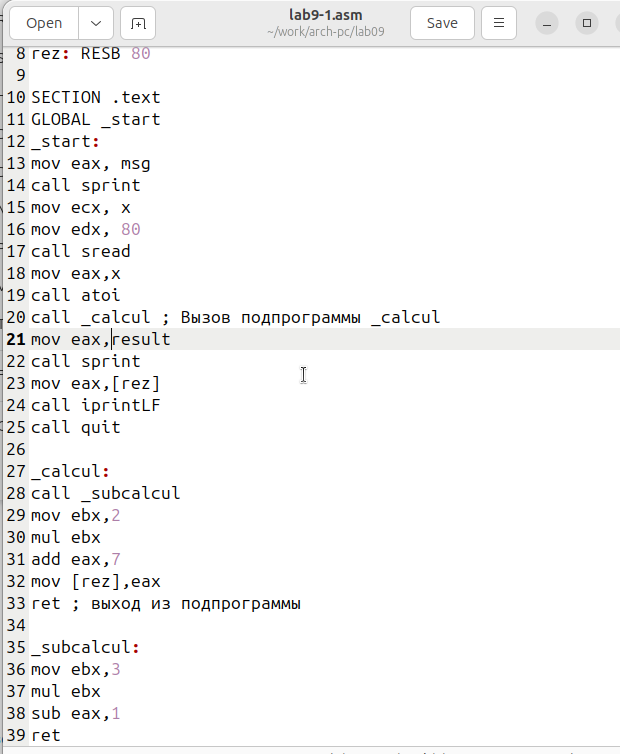 Open
lab9-1.asm
~/work/arch-pc/lab09
Save
8 rez: RESB 80
9
10 SECTION .text
11 GLOBAL _start
12 _start:
13 mov eax, msg
14 call sprint
15 mov ecx, x
16 mov edx, 80
17 call sread
18 mov eax,x
19 call atoi
20 call _calcul ; Вызов подпрограммы _calcul
21 mov eax,result
22 call sprint
23 mov eax,[rez]
24 call iprintLF
25 call quit
26
27 _calcul:
28 call _subcalcul
29 mov ebx,2
30 mul ebx
31 add eax,7
32 mov [rez],eax
33 ret ; выход из подпрограммы
34
35 _subcalcul:
36 mov ebx,3
37 mul ebx
38 sub eax,1
39 ret